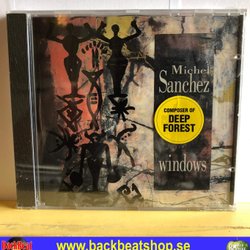 Michel
Sanchez
COMPOSER OF
DEEP
FOREST
windows
www.backbeatshop.se